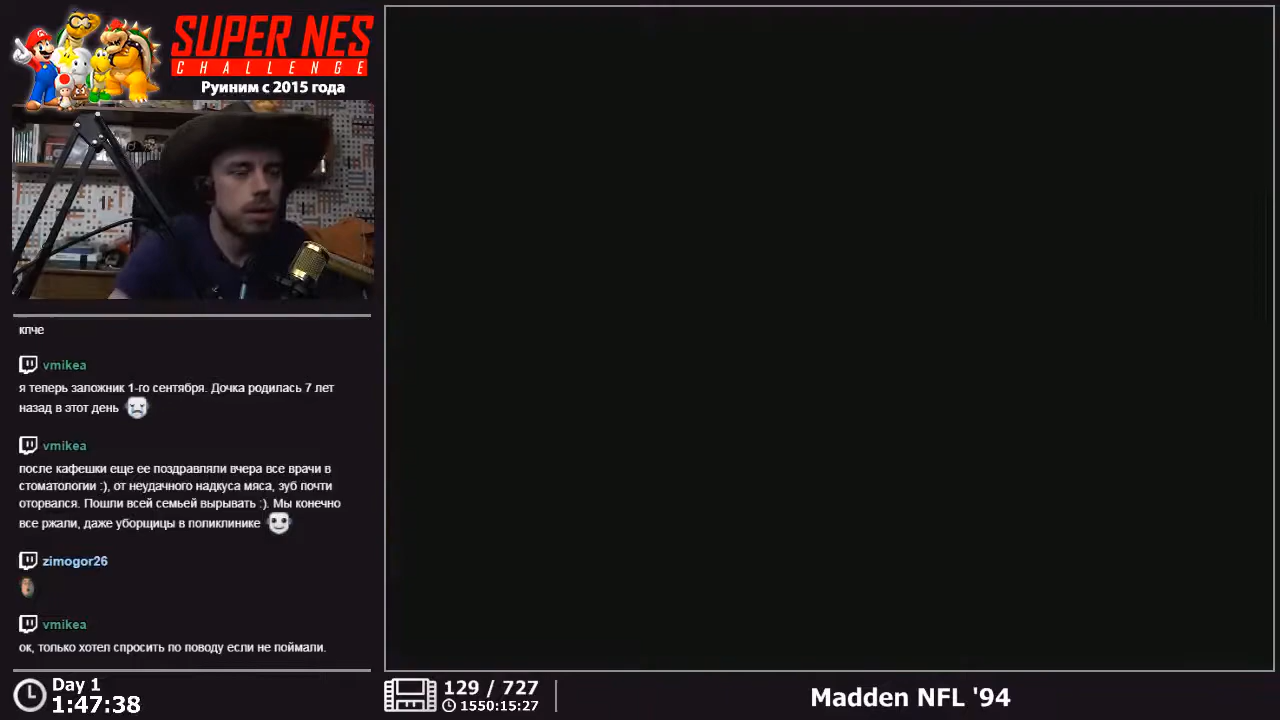 SUPER NES
CHALLENGE
Руиним с 2015 года
кпче
vmikea
я теперь заложник 1-го сентября. Дочка родилась 7 лет
назад в этот день
vmikea
после кафешки еще ее поздравляли вчера все врачи в
стоматологии :), от неудачного надкуса мяса, зуб почти
оторвался. Пошли всей семьей вырывать :). Мы конечно
все ржали, даже уборщицы в поликлинике
zimogor26
vmikea
ок, только хотел спросить по поводу если не поймали.
Day 1
1:47:38
129 / 727
1550:15:27
Madden NFL '94